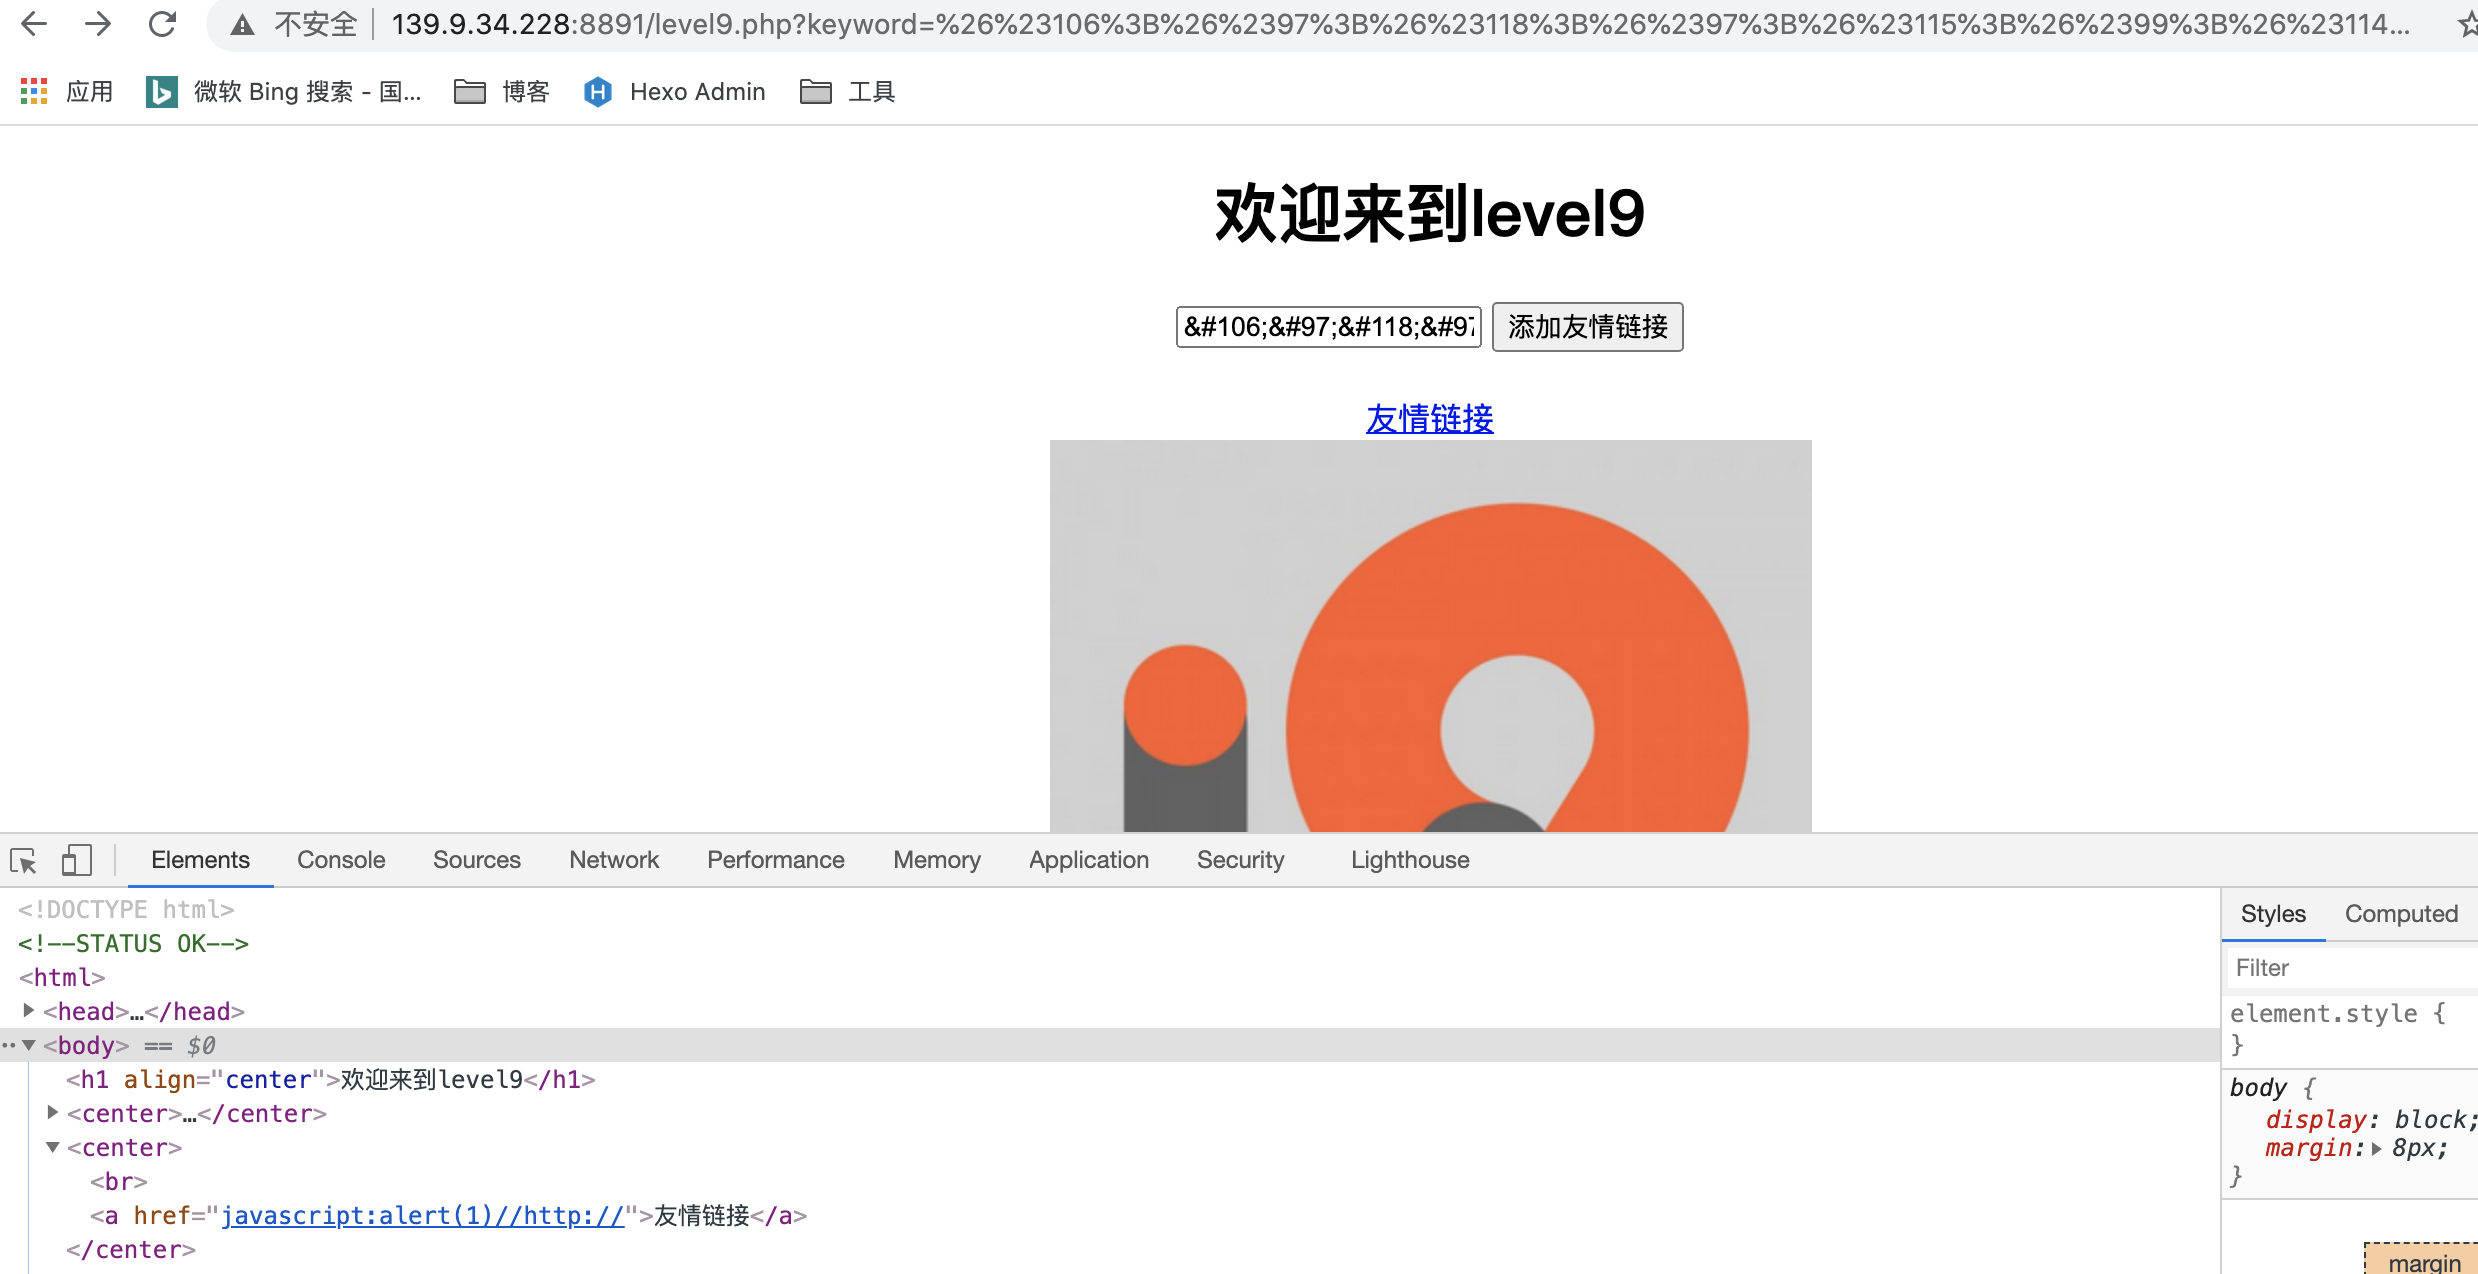 不安全 139.9.34.228:8891/level9.php?keyword=%26%23106%3B%26%2397%3B%26%23118%3B%26%2397%3B%26%23115%3B%26%2399%3B%26%23114...
应用 微软 Bing 搜索 - 国... 博客 Hexo Admin 工具
欢迎来到level9
&#106;&#97;&#118;&#97; 添加友情链接
友情链接
Elements Console Sources Network Performance Memory Application Security Lighthouse
<!DOCTYPE html>
<!--STATUS OK-->
<html>
<head>…</head>
<body> == $0
<h1 align="center">欢迎来到level9</h1>
<center>…</center>
<center>
<br>
<a href="javascript:alert(1)//http://">友情链接</a>
</center>
Styles Computed
Filter
element.style {
}
body {
display: block;
margin: 8px;
}
margin